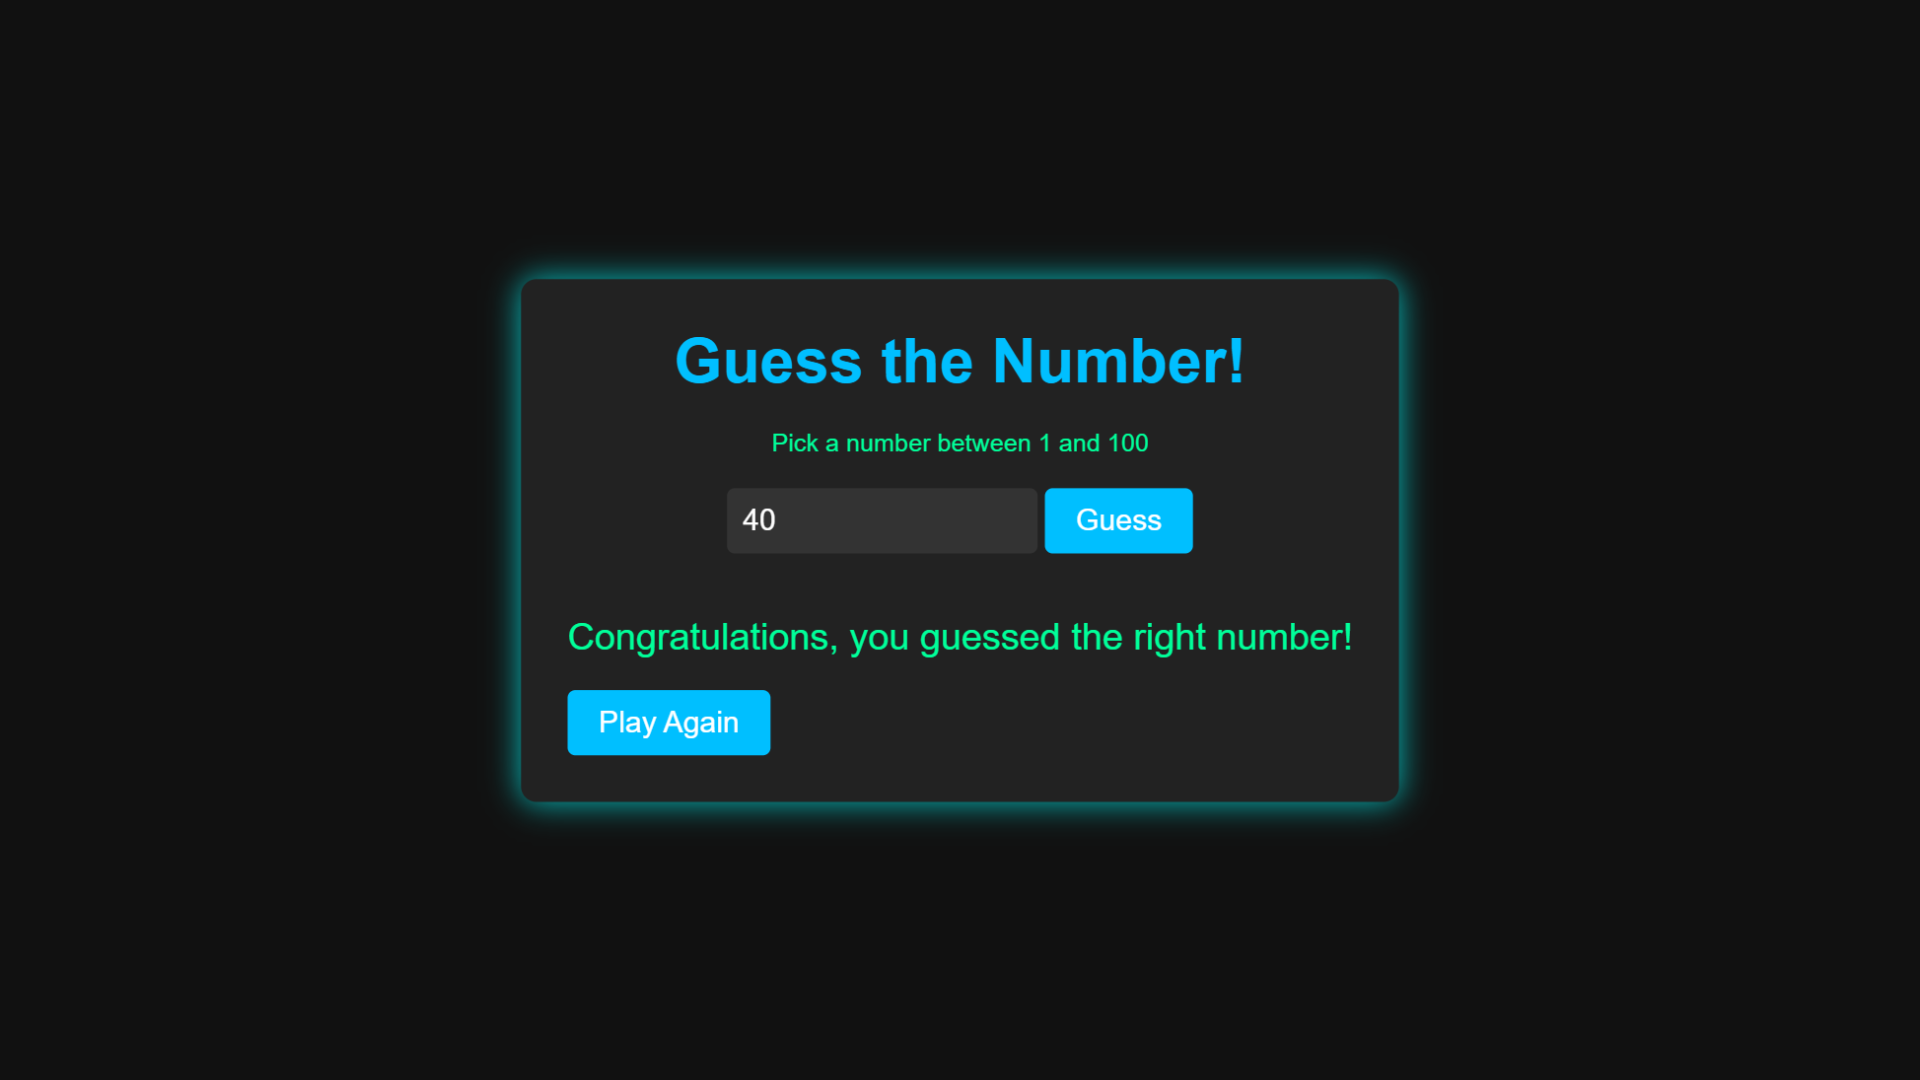 Guess the Number!
Pick a number between 1 and 100
40
Guess
Congratulations, you guessed the right number!
Play Again